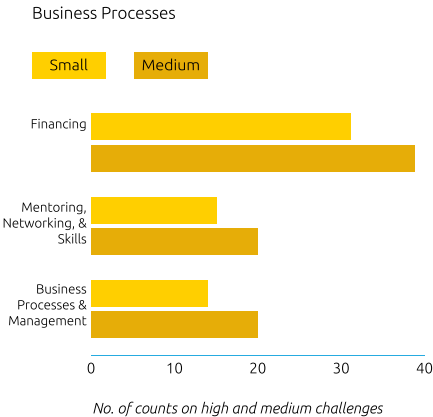 Business Processes
Small
Medium
Financing
Mentoring,
Networking, &
Skills
Business
Processes &
Management
0 10 20 30 40
No. of counts on high and medium challenges